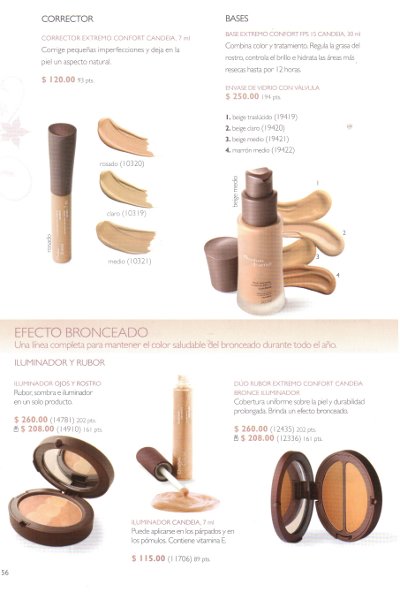 CORRECTOR
CORRECTOR EXTREMO CONFORT CANDEIA, 7 ml
Corrige pequeñas imperfecciones y deja en la
piel un aspecto natural.
$ 120.00 93 pts.
rosado (10320)
claro (10319)
medio (10321)
rosado
BASES
BASE EXTREMO CONFORT FPS 15 CANDEIA, 30 ml
Combina color y tratamiento. Regula la grasa del
rostro, controla el brillo e hidrata las áreas más
resecas hasta por 12 horas.
ENVASE DE VIDRIO CON VÁLVULA
$ 250.00 194 pts.
1. beige traslúcido (19419)
2. beige claro (19420)
3. beige medio (19421)
4. marrón medio (19422)
beige medio
1
2
3
4
EFECTO BRONCEADO
Una línea completa para mantener el color saludable del bronceado durante todo el año.
ILUMINADOR Y RUBOR
ILUMINADOR OJOS Y ROSTRO
Rubor, sombra e iluminador
en un solo producto.
$ 260.00 (14781) 202 pts.
$ 208.00 (14910) 161 pts.
ILUMINADOR CANDEIA, 7 ml
Puede aplicarse en los párpados y en
los pómulos. Contiene vitamina E.
$ 115.00 (11706) 89 pts.
DÚO RUBOR EXTREMO CONFORT CANDEIA
BRONCE ILUMINADOR
Cobertura uniforme sobre la piel y durabilidad
prolongada. Brinda un efecto bronceado.
$ 260.00 (12435) 202 pts.
$ 208.00 (12336) 161 pts.
56